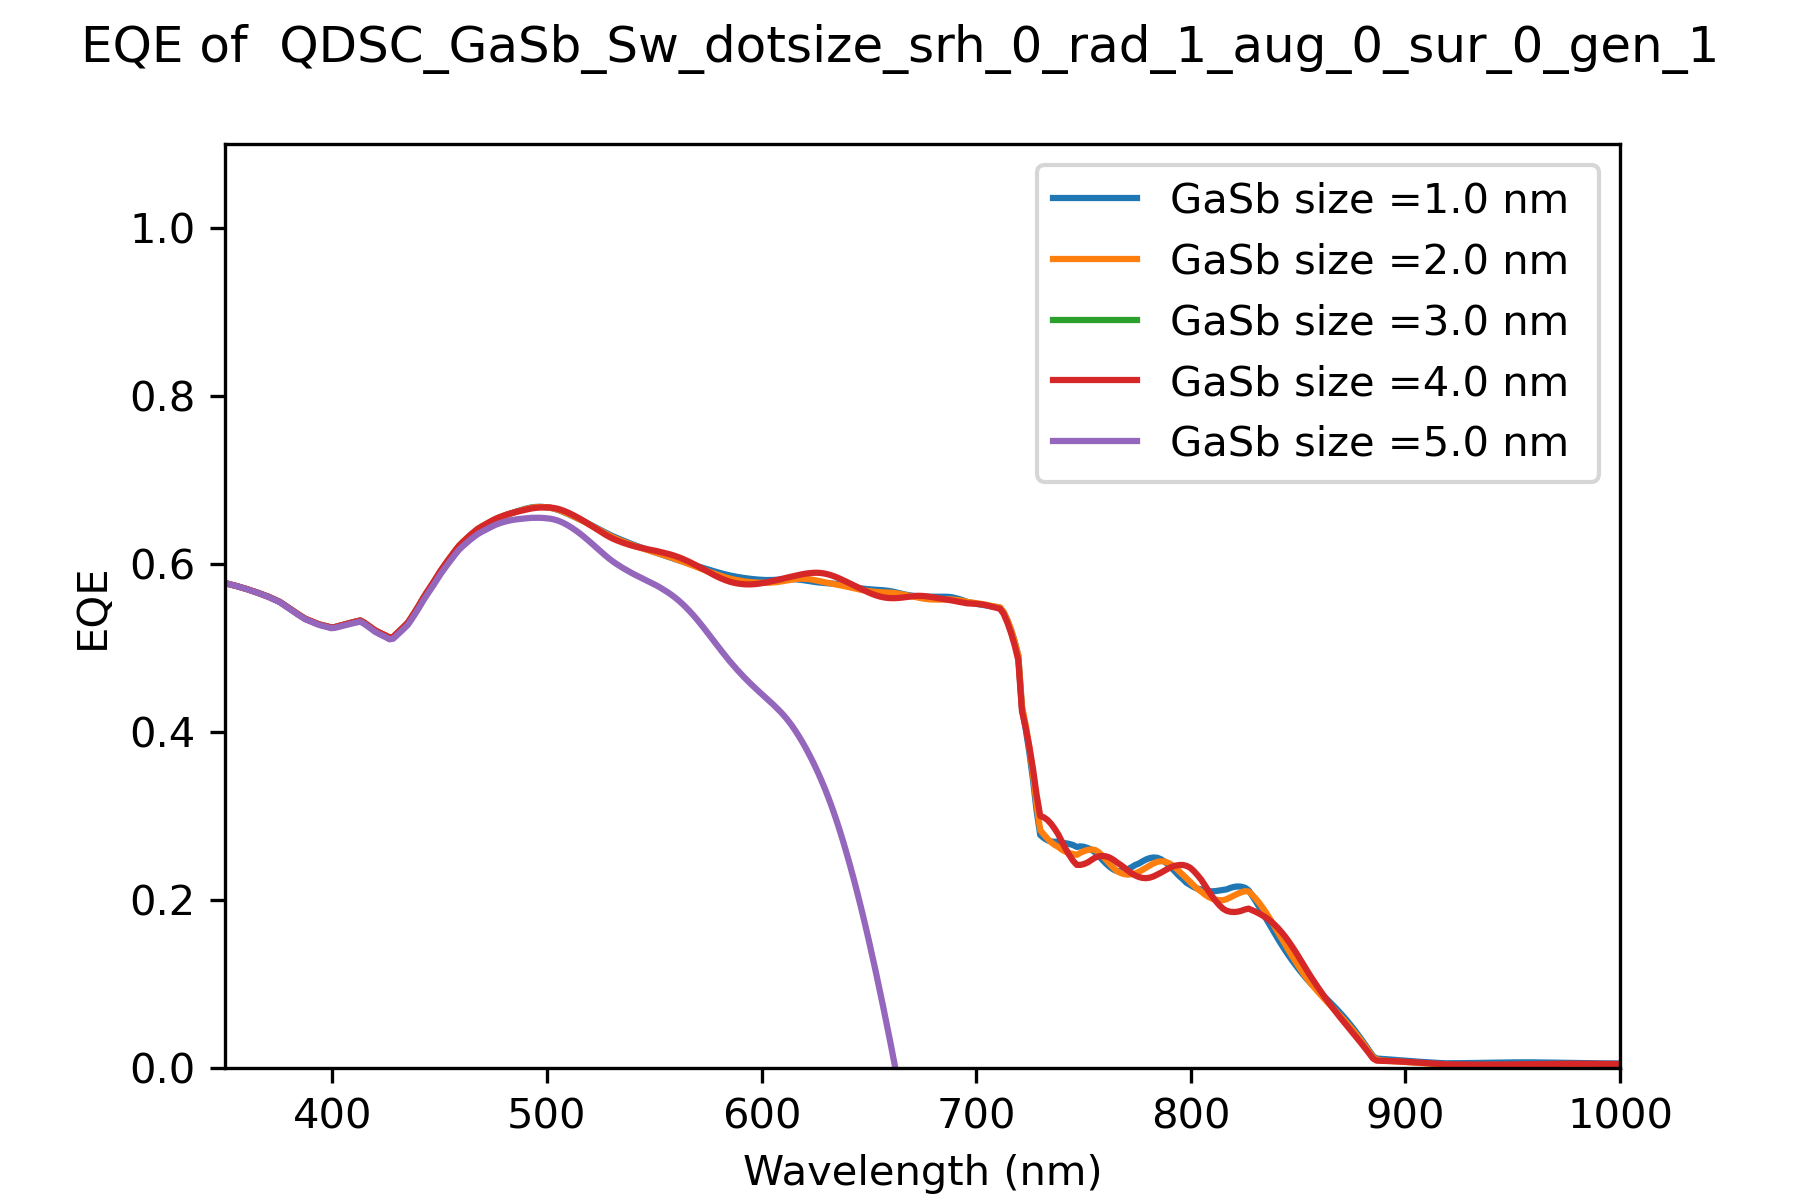 EQE of  QDSC_GaSb_Sw_dotsize_srh_0_rad_1_aug_0_sur_0_gen_1
GaSb size =1.0 nm
GaSb size =2.0 nm
GaSb size =3.0 nm
GaSb size =4.0 nm
GaSb size =5.0 nm
EQE
1.0
0.8
0.6
0.4
0.2
0.0
400 500 600 700 800 900 1000
Wavelength (nm)